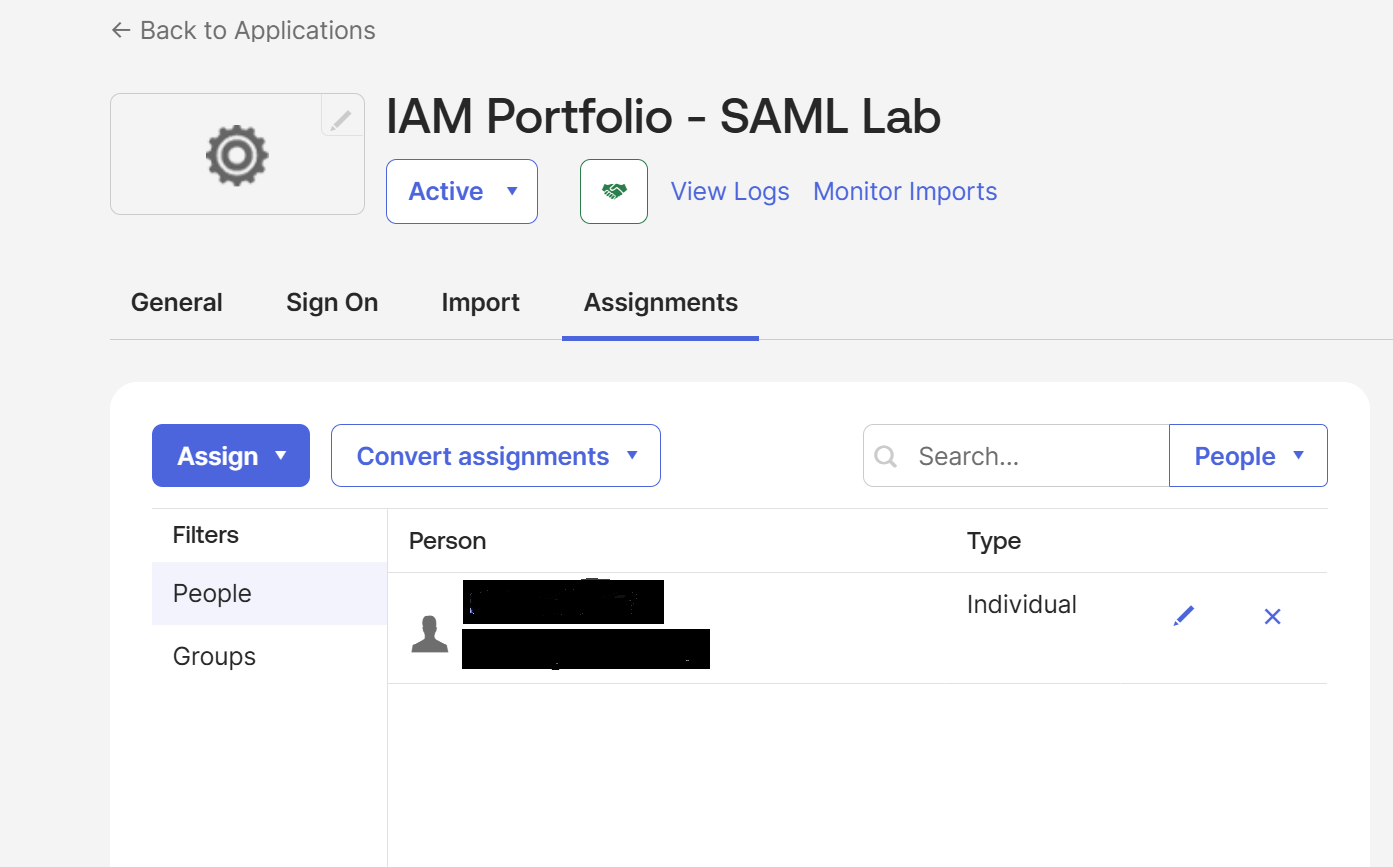 ← Back to Applications
IAM Portfolio - SAML Lab
Active ▼ View Logs Monitor Imports
General Sign On Import Assignments
Assign ▼ Convert assignments ▼ Search... People ▼
Filters Person Type
People Individual
Groups